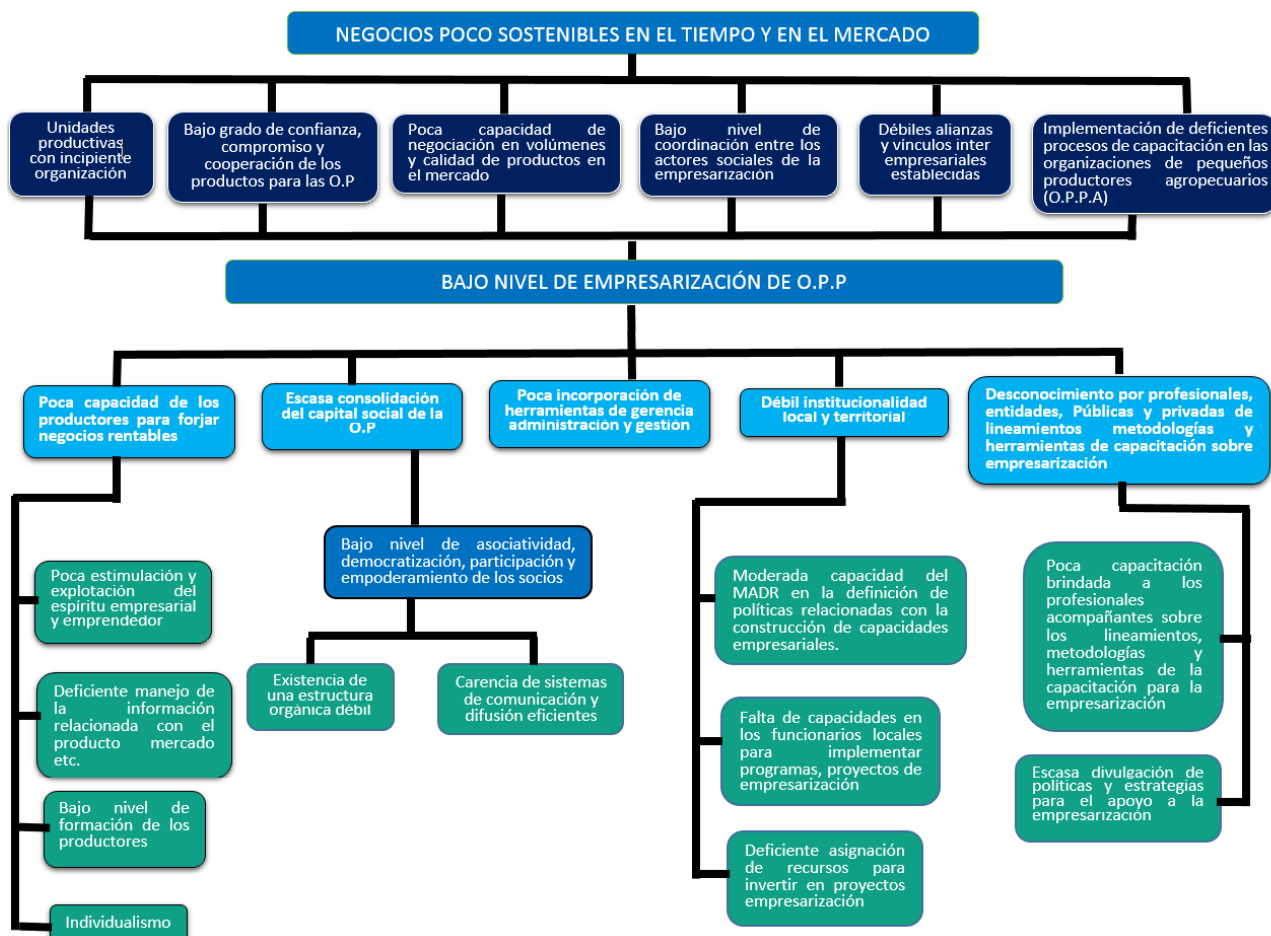 NEGOCIOS POCO SOSTENIBLES EN EL TIEMPO Y EN EL MERCADO
Unidades
productivas
con incipiente
organización
Bajo grado de confianza,
compromiso y
cooperación de los
productos para las O.P
Poca capacidad de
negociación en volúmenes
y calidad de productos en
el mercado
Bajo nivel de
coordinación entre los
actores sociales de la
empresarización
Débiles alianzas
y vínculos inter
empresariales
establecidas
Implementación de deficientes
procesos de capacitación en las
organizaciones de pequeños
productores agropecuarios
(O.P.P.A)
BAJO NIVEL DE EMPRESARIZACIÓN DE O.P.P
Poca capacidad de los
productores para forjar
negocios rentables
Escasa consolidación
del capital social de la
O.P
Poca incorporación de
herramientas de gerencia
administración y gestión
Débil institucionalidad
local y territorial
Desconocimiento por profesionales,
entidades, Públicas y privadas de
lineamientos metodologías y
herramientas de capacitación sobre
empresarización
Poca estimulación y
explotación del
espíritu empresarial
y emprendedor
Deficiente manejo de
la información
relacionada con el
producto mercado
etc.
Bajo nivel de
formación de los
productores
Individualismo
Bajo nivel de asociatividad,
democratización, participación y
empoderamiento de los socios
Existencia de
una estructura
orgánica débil
Carencia de sistemas
de comunicación y
difusión eficientes
Moderada capacidad del
MADR en la definición de
políticas relacionadas con la
construcción de capacidades
empresariales.
Falta de capacidades en
los funcionarios locales
para implementar
programas, proyectos de
empresarización
Deficiente asignación
de recursos para
invertir en proyectos
empresarización
Poca capacitación
brindada a los
profesionales
acompañantes sobre
los lineamientos,
metodologías y
herramientas de la
capacitación para la
empresarización
Escasa divulgación de
políticas y estrategias
para el apoyo a la
empresarización